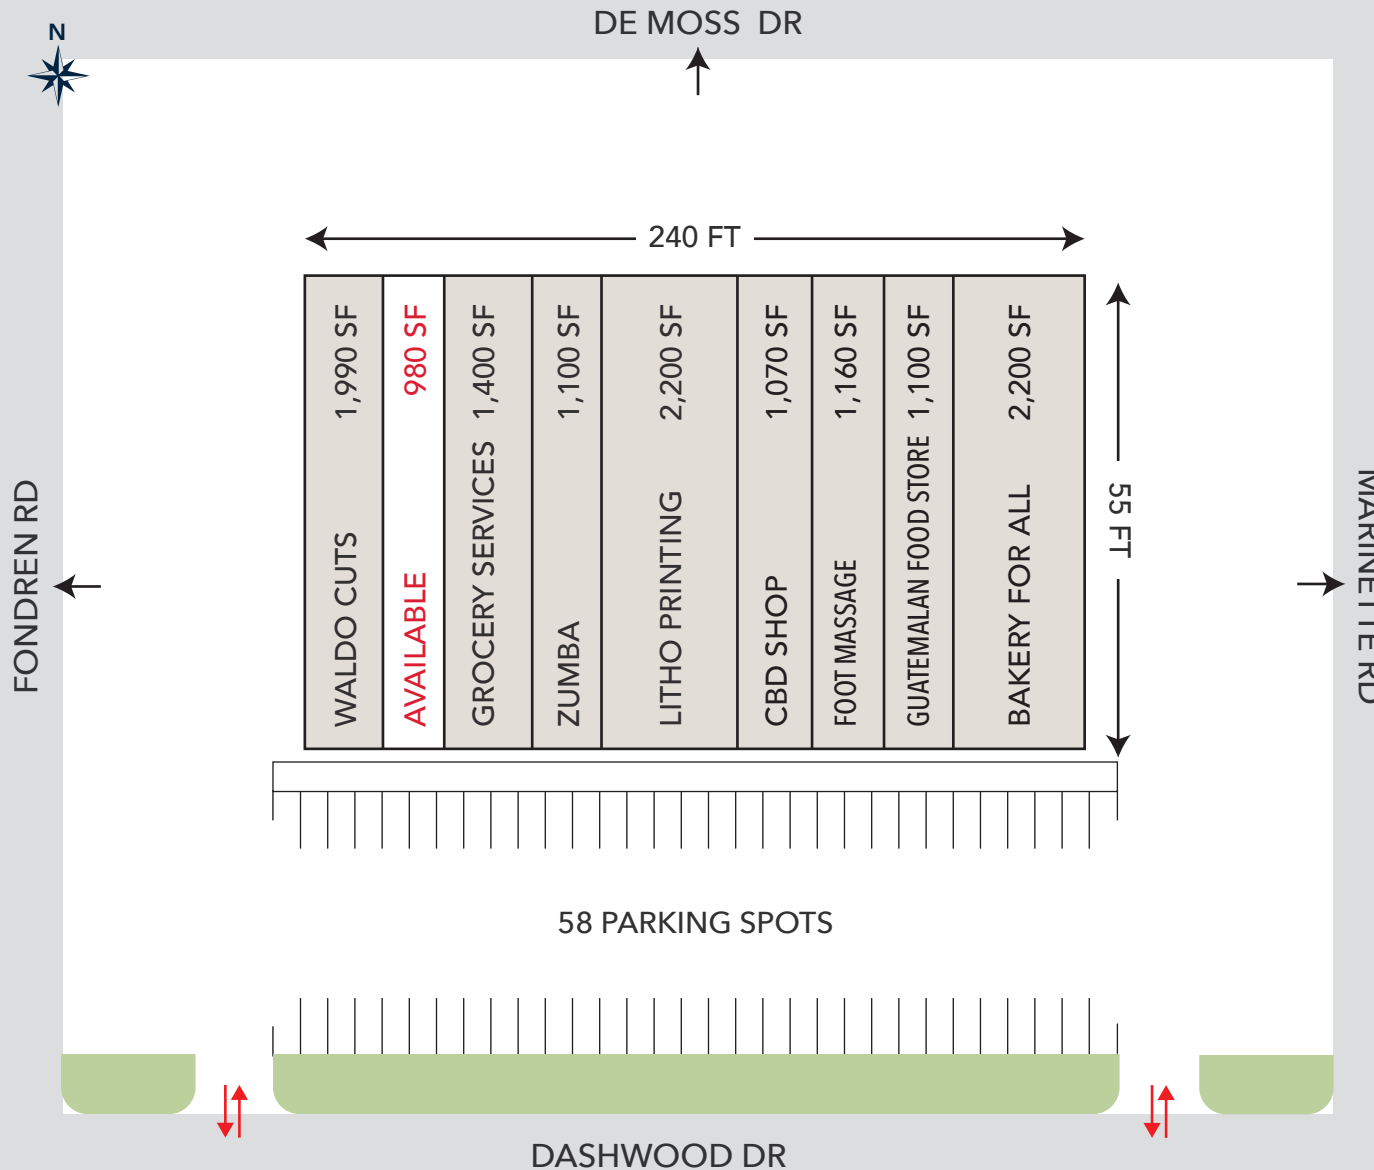 DE MOSS DR
N
240 FT
WALDO CUTS 1,990 SF
AVAILABLE 980 SF
GROCERY SERVICES 1,400 SF
ZUMBA 1,100 SF
LITHO PRINTING 2,200 SF
CBD SHOP 1,070 SF
FOOT MASSAGE 1,160 SF
GUATEMALAN FOOD STORE 1,100 SF
BAKERY FOR ALL 2,200 SF
55 FT
FONDREN RD
MARINETTE RD
58 PARKING SPOTS
DASHWOOD DR